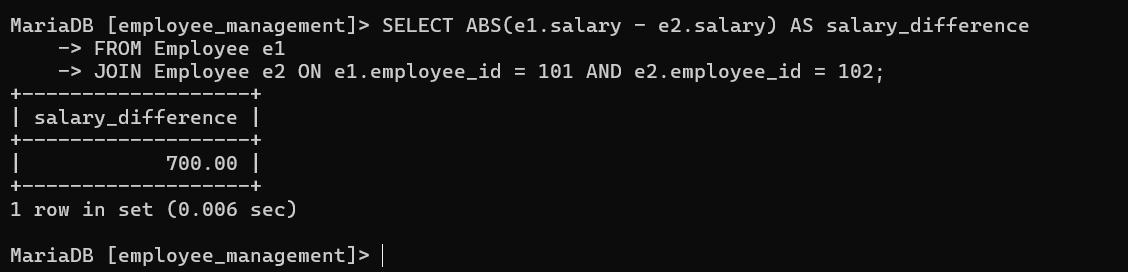 MariaDB [employee_management]> SELECT ABS(e1.salary - e2.salary) AS salary_difference
    -> FROM Employee e1
    -> JOIN Employee e2 ON e1.employee_id = 101 AND e2.employee_id = 102;
+-------------------+
| salary_difference |
+-------------------+
|            700.00 |
+-------------------+
1 row in set (0.006 sec)

MariaDB [employee_management]>